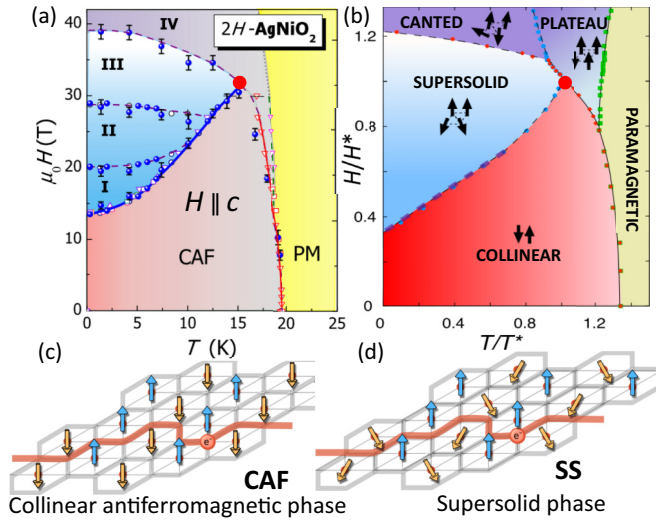 (a)
IV
2H-AgNiO2
III
II
I
H || c
CAF
PM
μ0H (T)
40
30
20
10
0
0 5 10 15 20 25
T (K)
(b)
CANTED
PLATEAU
SUPERSOLID
PARAMAGNETIC
COLLINEAR
H/H*
1.2
0.8
0.4
0
0.4 0.8 1.2
T/T*
(c)
e-
CAF
Collinear antiferromagnetic phase
(d)
e-
SS
Supersolid phase